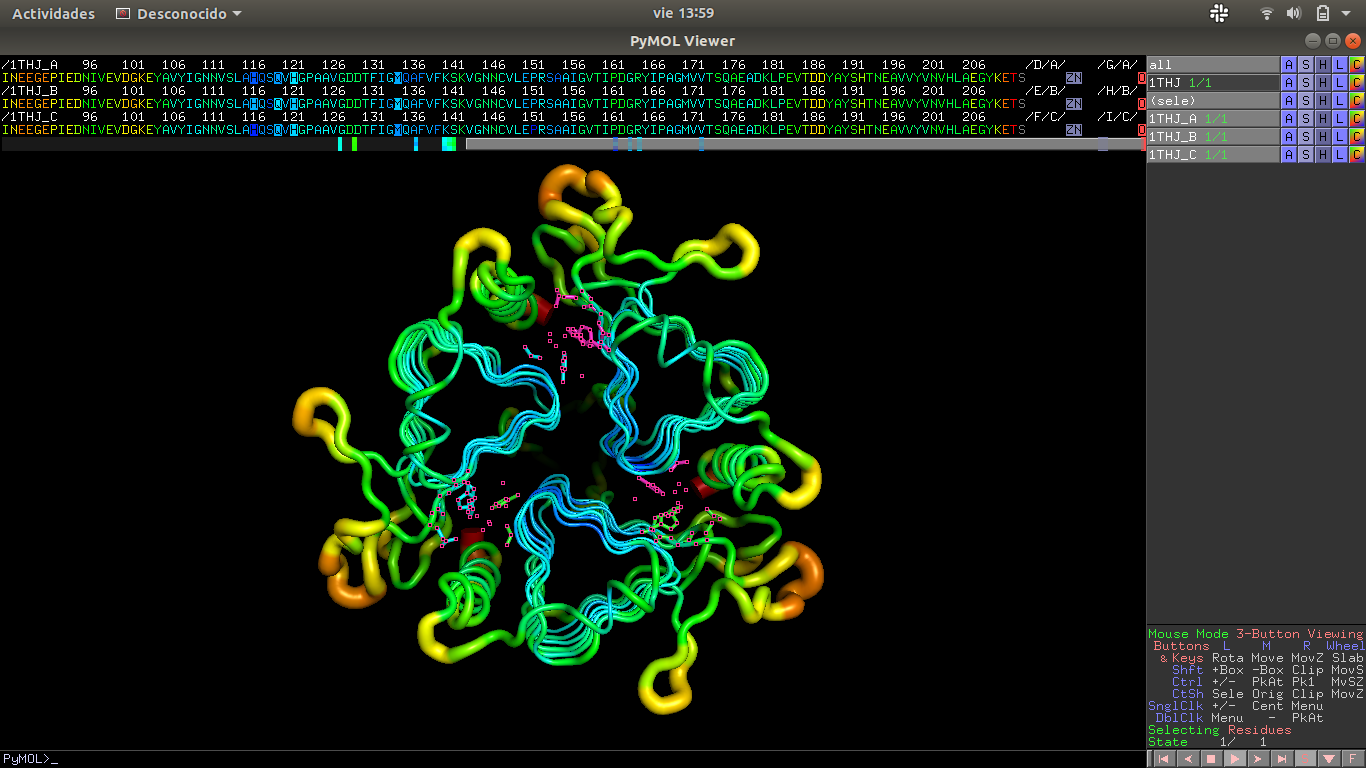 Actividades Desconocido vie 13:59
PyMOL Viewer
/1THJ_A 96 101 106 111 116 121 126 131 136 141 146 151 156 161 166 171 176 181 186 191 196 201 206 /D/A/ /G/A/
INEEGEPIEDNIVEVDGKEYAVYIGNNVSLAHQSQVHGPAAVGDDTFIGMQAFVFKSKVGNNCVLEPRSAAIGVTIPDGRYIPAGMVVTSQAEADKLPEVTDDYAYSHTNEAVVYVNVHLAEGYKETS ZN O
/1THJ_B 96 101 106 111 116 121 126 131 136 141 146 151 156 161 166 171 176 181 186 191 196 201 206 /E/B/ /H/B/
INEEGEPIEDNIVEVDGKEYAVYIGNNVSLAHQSQVHGPAAVGDDTFIGMQAFVFKSKVGNNCVLEPRSAAIGVTIPDGRYIPAGMVVTSQAEADKLPEVTDDYAYSHTNEAVVYVNVHLAEGYKETS ZN O
/1THJ_C 96 101 106 111 116 121 126 131 136 141 146 151 156 161 166 171 176 181 186 191 196 201 206 /F/C/ /I/C/
INEEGEPIEDNIVEVDGKEYAVYIGNNVSLAHQSQVHGPAAVGDDTFIGMQAFVFKSKVGNNCVLEPRSAAIGVTIPDGRYIPAGMVVTSQAEADKLPEVTDDYAYSHTNEAVVYVNVHLAEGYKETS ZN O
all A S H L C
1THJ 1/1 A S H L C
(sele) A S H L C
1THJ_A 1/1 A S H L C
1THJ_B 1/1 A S H L C
1THJ_C 1/1 A S H L C
Mouse Mode 3-Button Viewing
Buttons L M R Wheel
& Keys Rota Move MovZ Slab
Shft +Box -Box Clip MovS
Ctrl +/- PkAt Pk1 MvSZ
CtSh Sele Orig Clip MovZ
SnglClk +/- Cent Menu
DblClk Menu - PkAt
Selecting Residues
State 1/ 1
PyMOL>_
S F